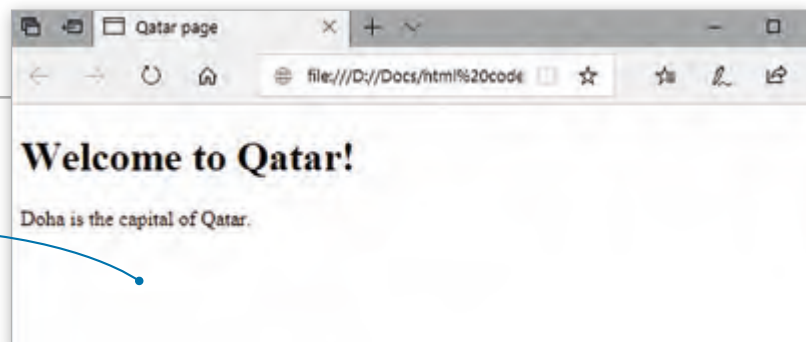 Qatar page
file:///D://Docs/html%20code
Welcome to Qatar!
Doha is the capital of Qatar.